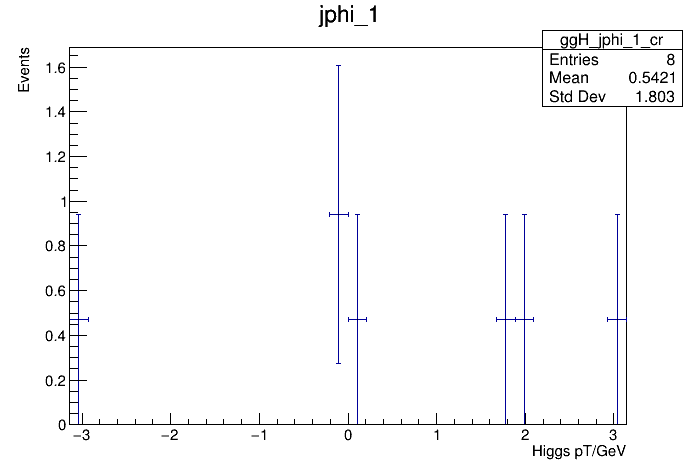 jphi_1
ggH_jphi_1_cr
Entries 8
Mean 0.5421
Std Dev 1.803
Events
1.6
1.4
1.2
1
0.8
0.6
0.4
0.2
0
−3 −2 −1 0 1 2 3
Higgs pT/GeV